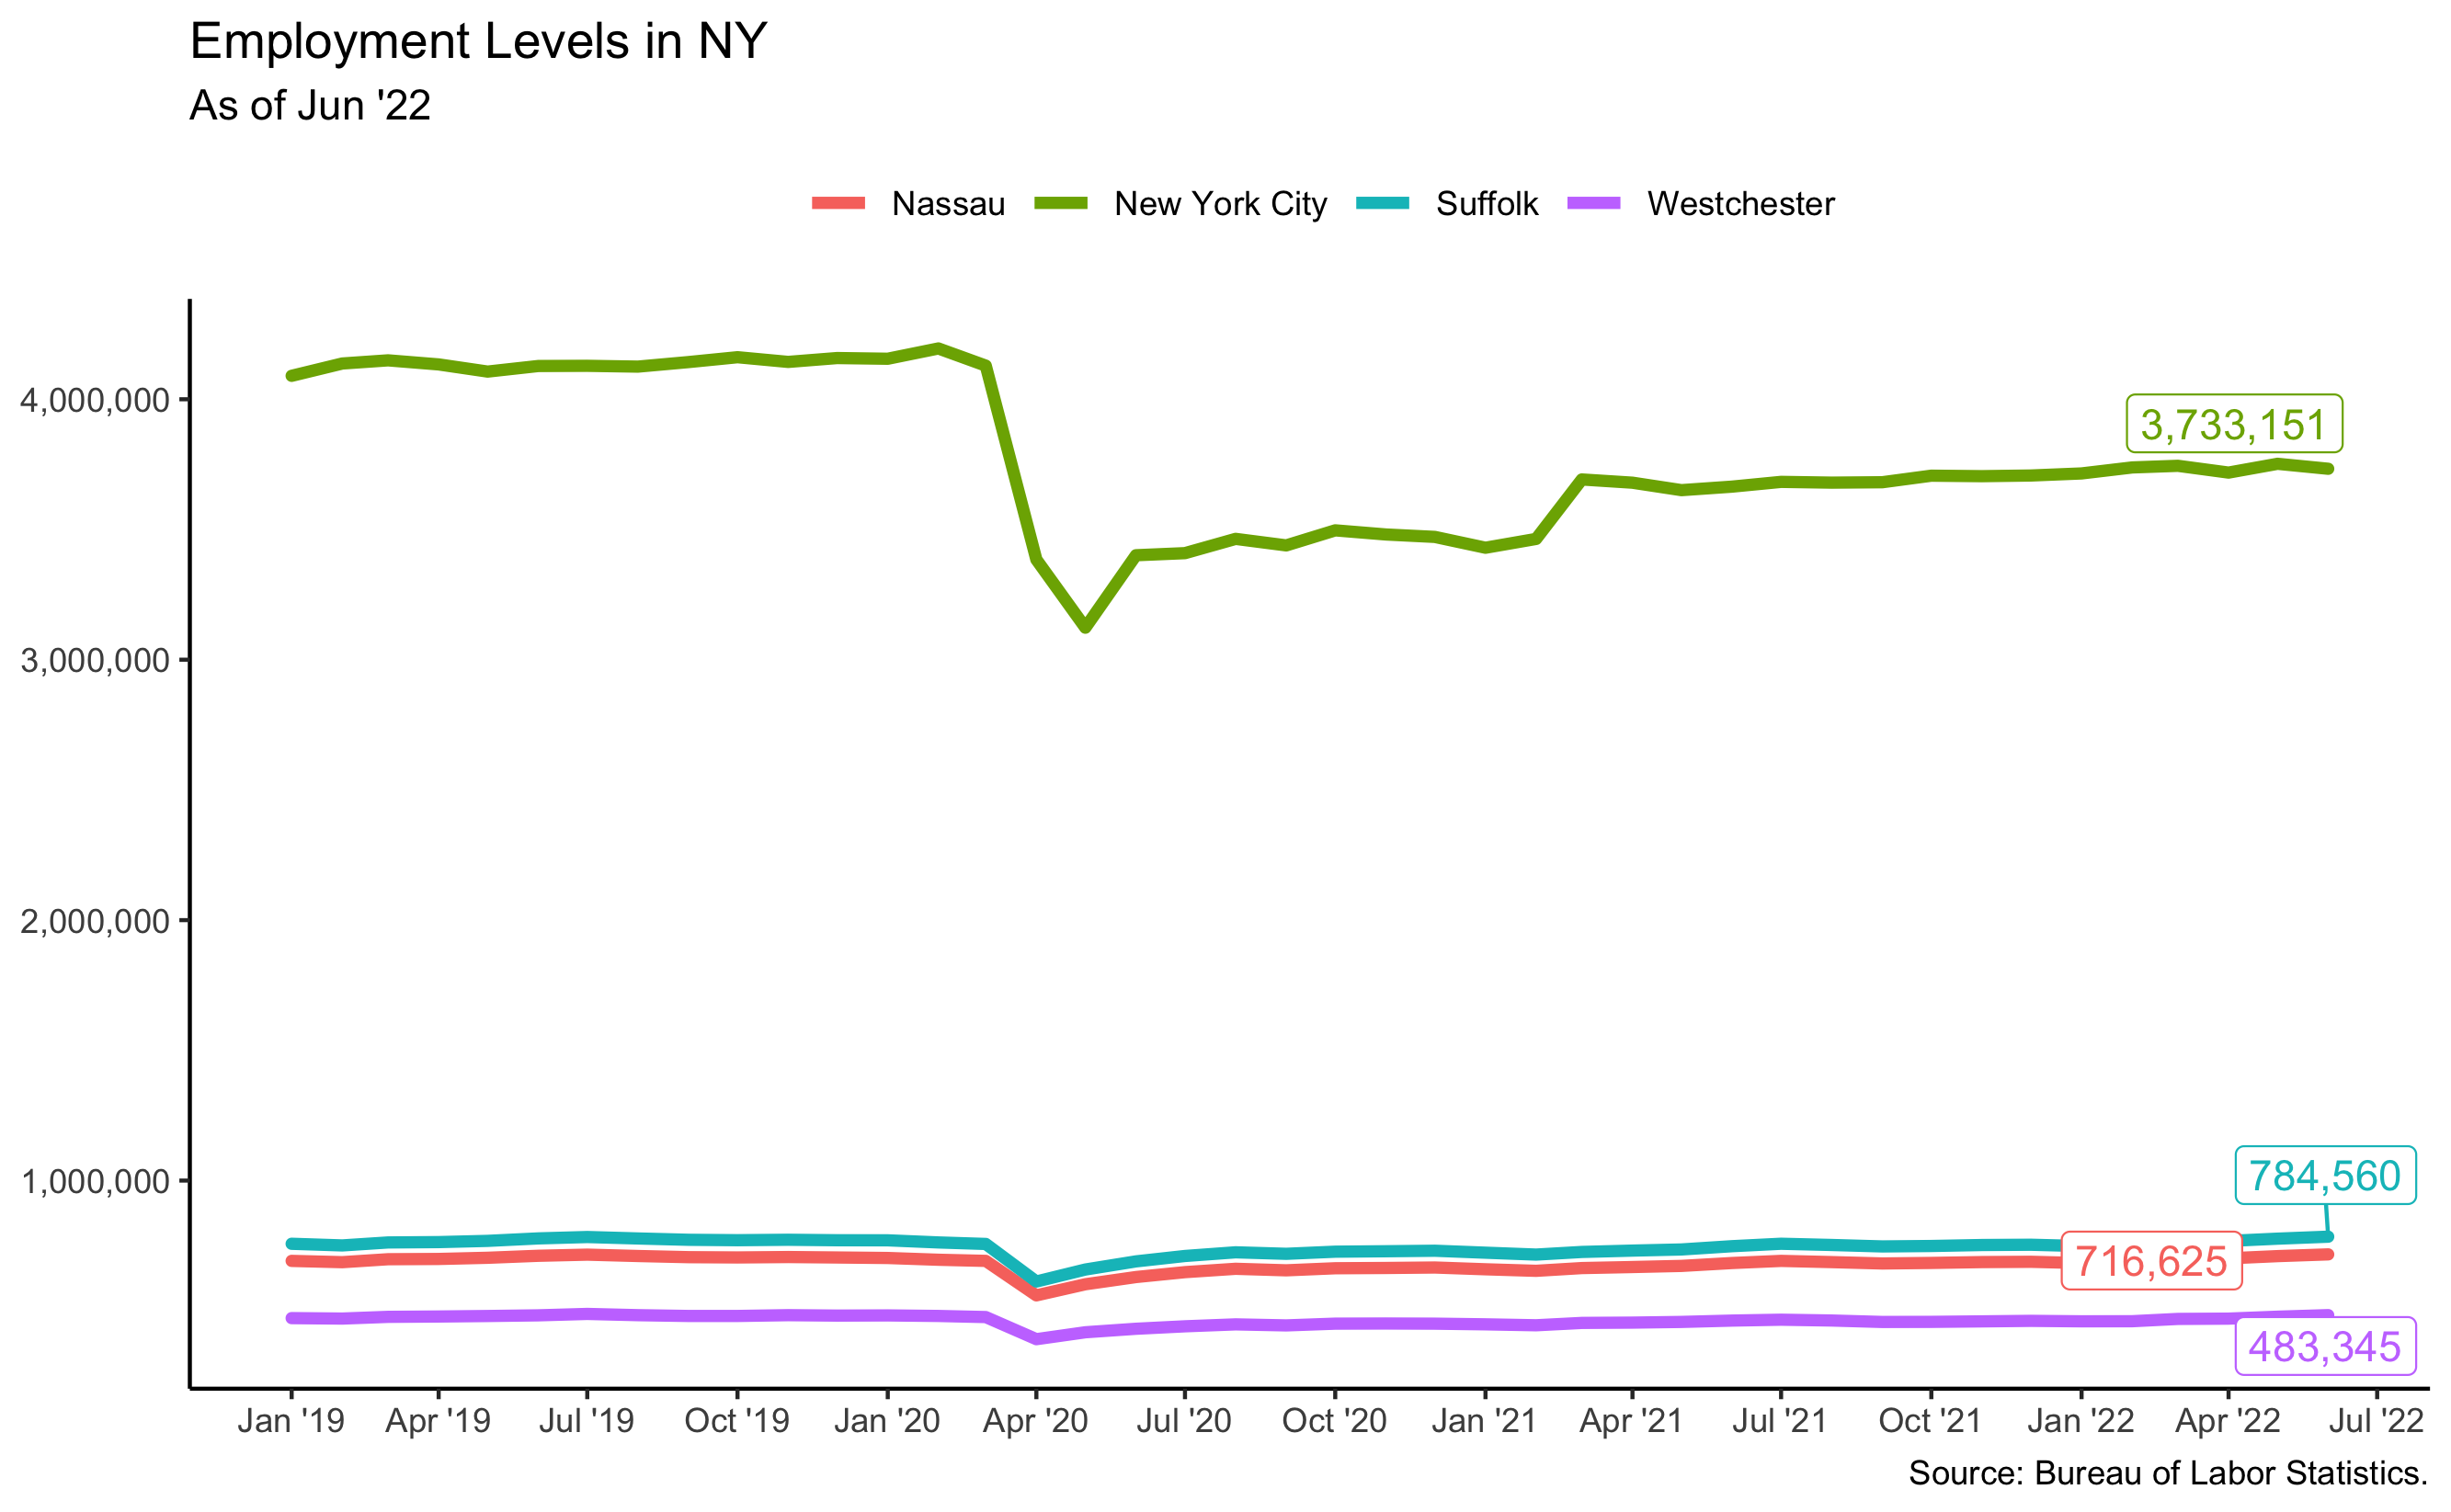 Employment Levels in NY
As of Jun '22
Nassau New York City Suffolk Westchester
4,000,000
3,000,000
2,000,000
1,000,000
3,733,151
784,560
716,625
483,345
Jan '19 Apr '19 Jul '19 Oct '19 Jan '20 Apr '20 Jul '20 Oct '20 Jan '21 Apr '21 Jul '21 Oct '21 Jan '22 Apr '22 Jul '22
Source: Bureau of Labor Statistics.